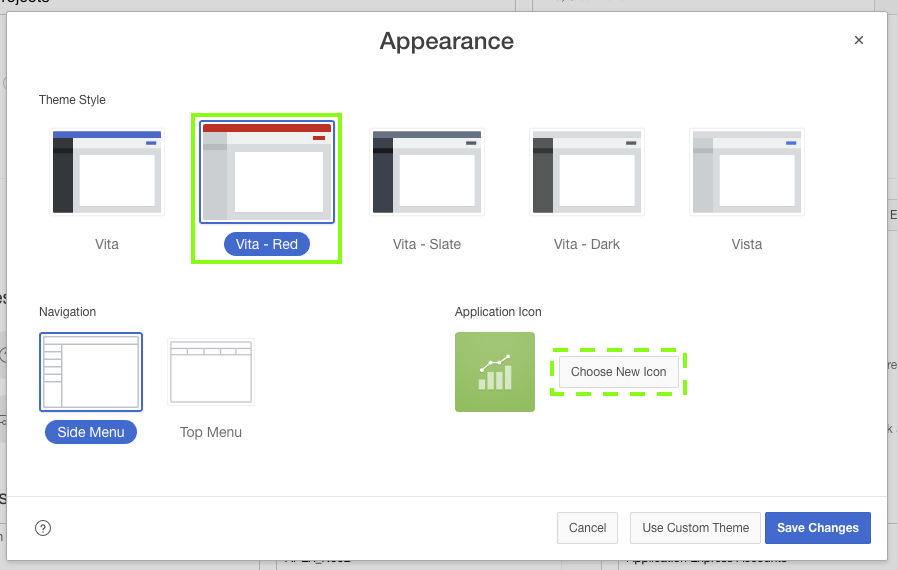 rojects
Appearance
×
Theme Style
Vita
Vita - Red
Vita - Slate
Vita - Dark
Vista
Navigation
Application Icon
Choose New Icon
Side Menu
Top Menu
?
Cancel
Use Custom Theme
Save Changes